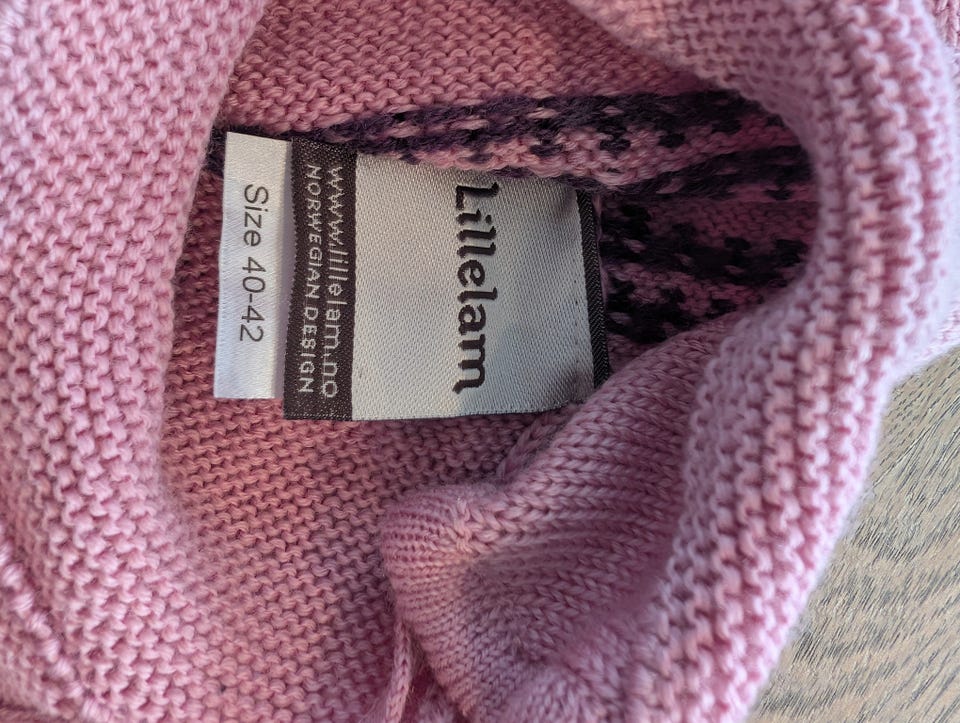 Lillelam
www.lillelam.no
NORWEGIAN DESIGN
Size 40-42